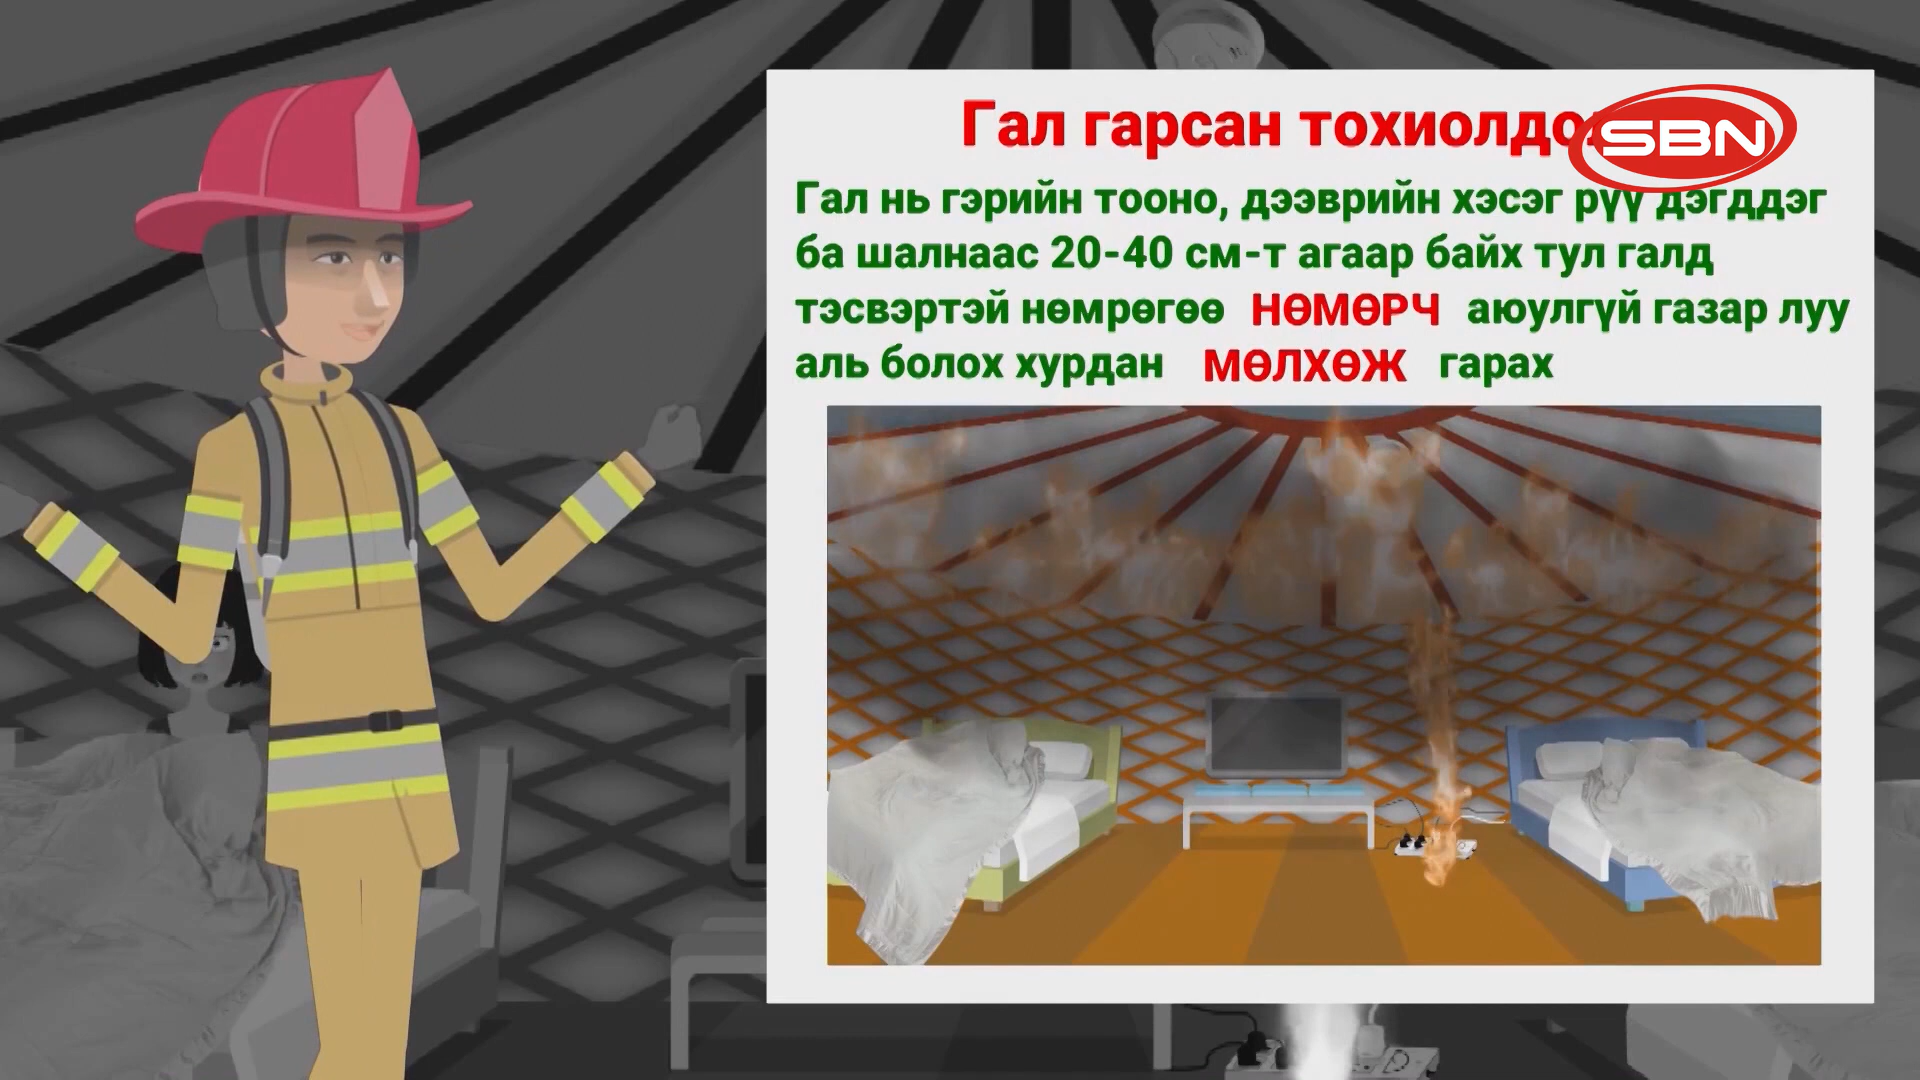 Гал гарсан
SBN
Гал нь гэрийн тооно, дээврийн хэсэг рүү дэгддэг
ба шалнаас 20-40 см-т агаар байх тул галд
тэсвэртэй нөмрөгөө НӨМӨРЧ аюулгүй газар луу
аль болох хурдан МӨЛХӨЖ гарах